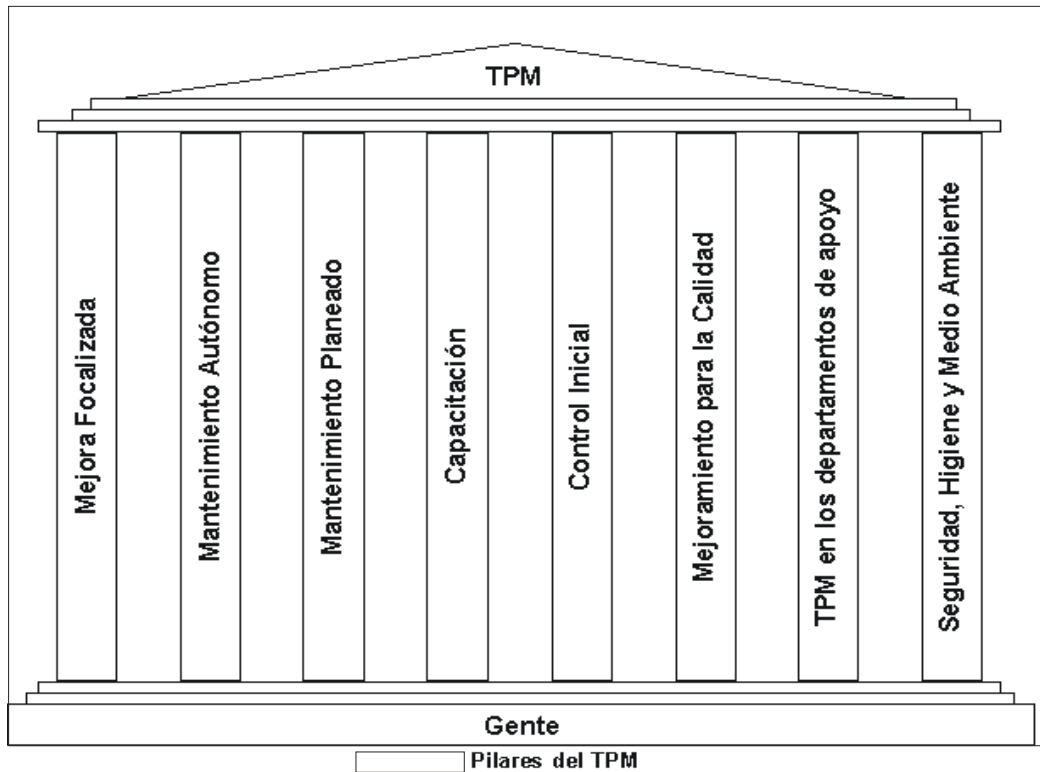 TPM
Mejora Focalizada
Mantenimiento Autónomo
Mantenimiento Planeado
Capacitación
Control Inicial
Mejoramiento para la Calidad
TPM en los departamentos de apoyo
Seguridad, Higiene y Medio Ambiente
Gente
Pilares del TPM